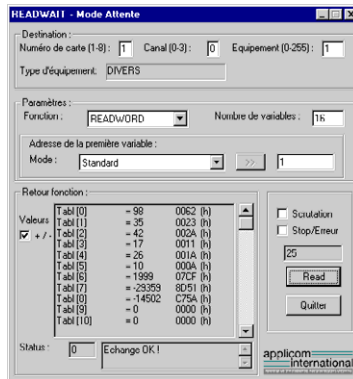 READWAIT - Mode Attente
Destination :
Numéro de carte (1-8) : 1 Canal (0-3) : 0 Equipement (0-255) : 1
Type d'équipement: DIVERS
Paramètres :
Fonction : READWORD Nombre de variables : 16
Adresse de la première variable :
Mode : Standard >> 1
Retour fonction :
Valeurs
+ / -
Tabl [0] = 98 0062 (h)
Tabl [1] = 35 0023 (h)
Tabl [2] = 42 002A (h)
Tabl [3] = 17 0011 (h)
Tabl [4] = 26 001A (h)
Tabl [5] = 10 000A (h)
Tabl [6] = 1999 07CF (h)
Tabl [7] = -29359 8D51 (h)
Tabl [8] = -14502 C75A (h)
Tabl [9] = 0 0000 (h)
Tabl [10] = 0 0000 (h)
Status : 0 Echange OK !
Scrutation
Stop/Erreur
25
Read
Quitter
applicom
international